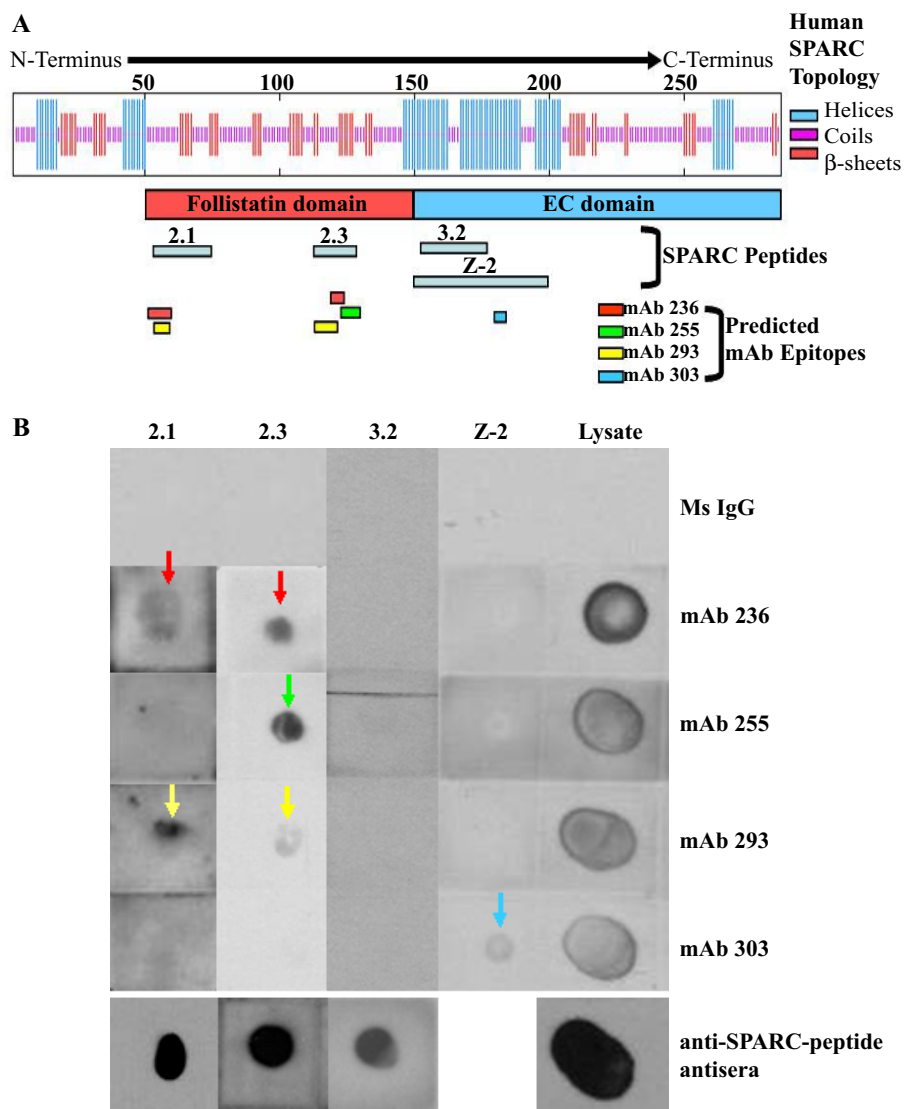 A
N-Terminus
C-Terminus
50 100 150 200 250
Human
SPARC
Topology
Helices
Coils
β-sheets
Follistatin domain EC domain
2.1 2.3 3.2
Z-2
SPARC Peptides
mAb 236
mAb 255
mAb 293
mAb 303
Predicted
mAb Epitopes
B
2.1 2.3 3.2 Z-2 Lysate
Ms IgG
mAb 236
mAb 255
mAb 293
mAb 303
anti-SPARC-peptide
antisera